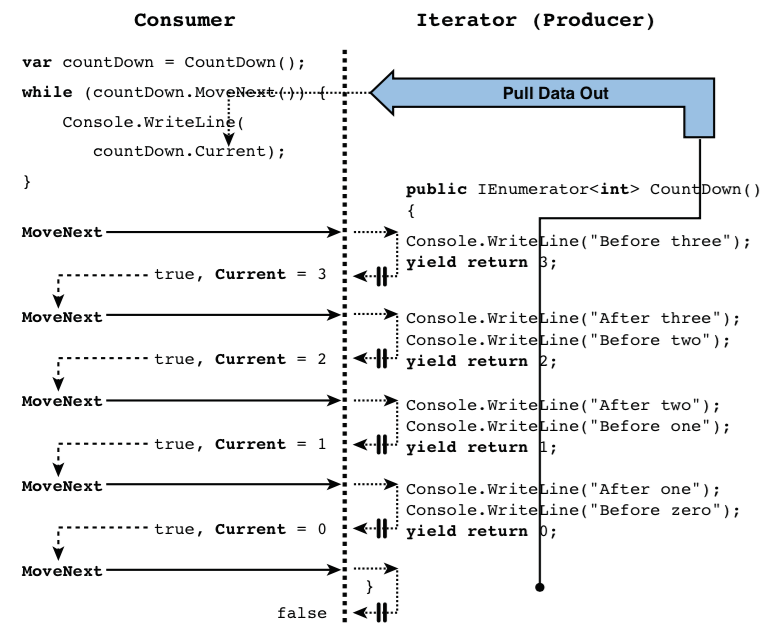 Consumer
Iterator (Producer)
var countDown = CountDown();
while (countDown.MoveNext()) {
Console.WriteLine(
countDown.Current);
}
Pull Data Out
public IEnumerator<int> CountDown()
{
MoveNext
Console.WriteLine("Before three");
yield return 3;
true, Current = 3
MoveNext
Console.WriteLine("After three");
Console.WriteLine("Before two");
yield return 2;
true, Current = 2
MoveNext
Console.WriteLine("After two");
Console.WriteLine("Before one");
yield return 1;
true, Current = 1
MoveNext
Console.WriteLine("After one");
Console.WriteLine("Before zero");
yield return 0;
true, Current = 0
MoveNext
}
false